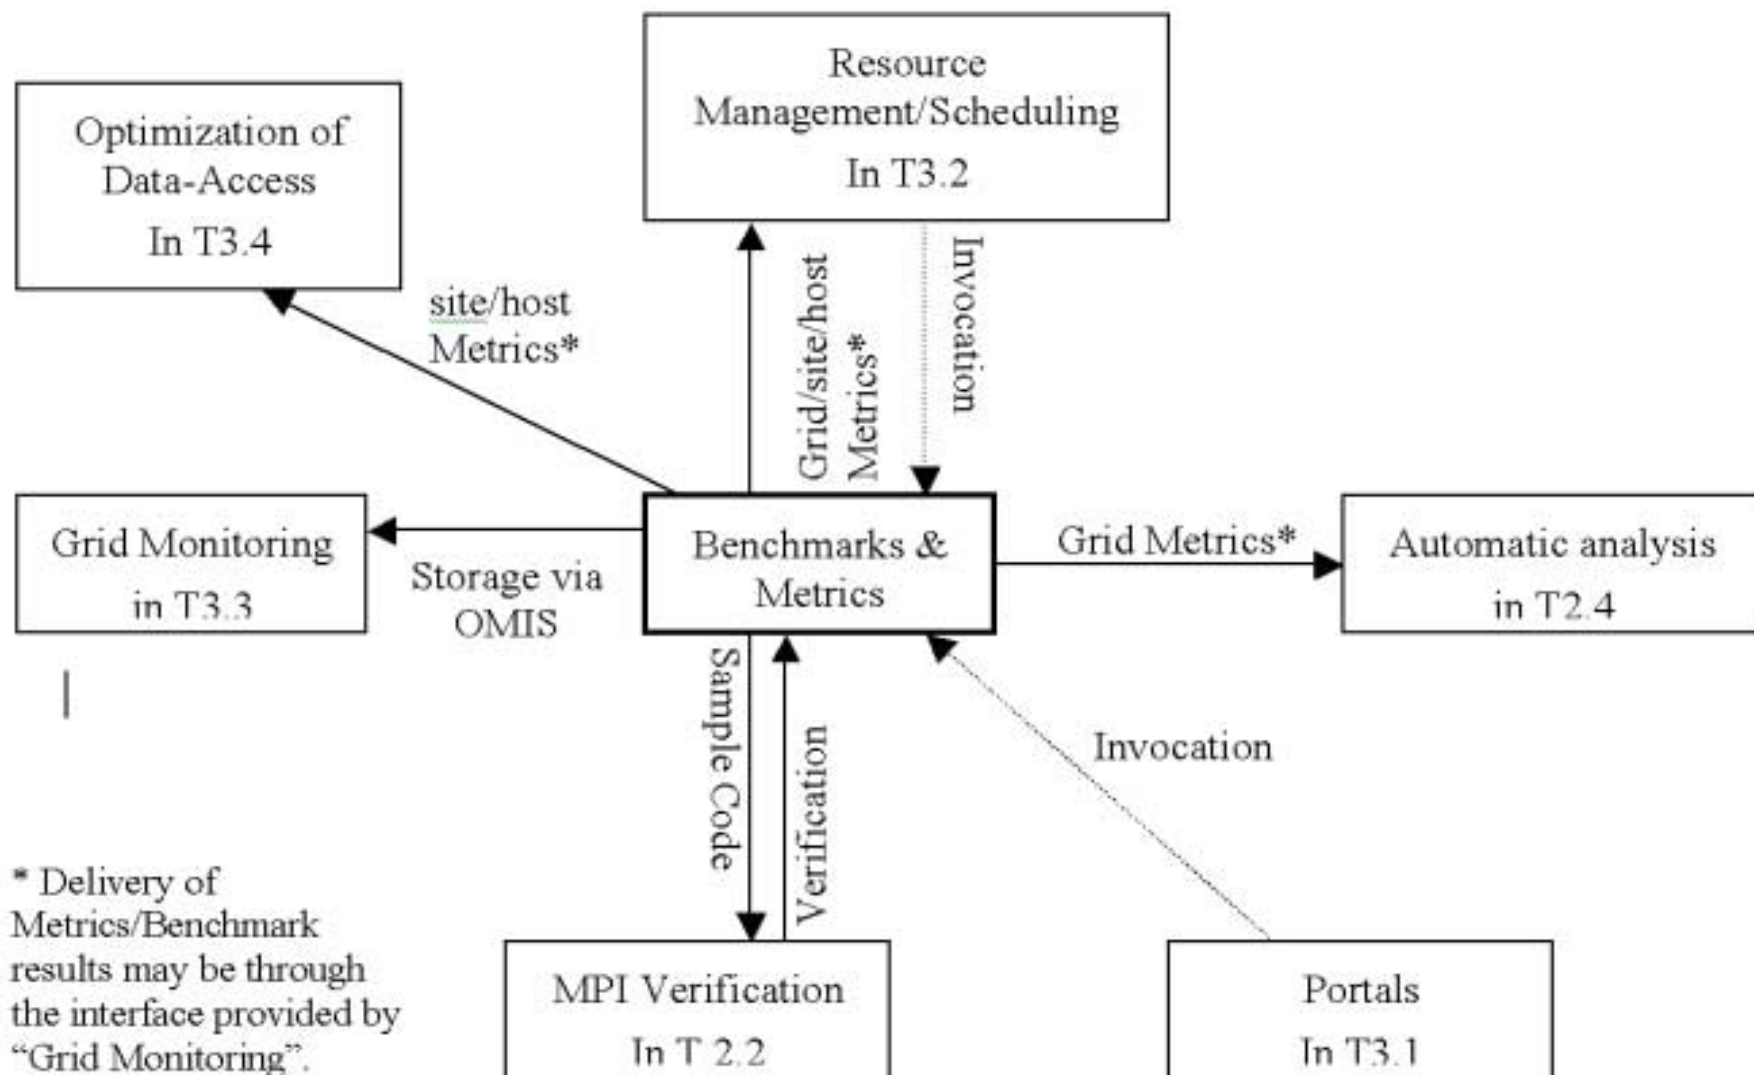 Resource
Management/Scheduling
In T3.2
Optimization of
Data-Access
In T3.4
site/host
Metrics*
Grid/site/host
Metrics*
Invocation
Grid Monitoring
in T3.3
Storage via
OMIS
Benchmarks &
Metrics
Grid Metrics*
Automatic analysis
in T2.4
Sample Code
Verification
Invocation
* Delivery of
Metrics/Benchmark
results may be through
the interface provided by
“Grid Monitoring”.
MPI Verification
In T 2.2
Portals
In T3.1